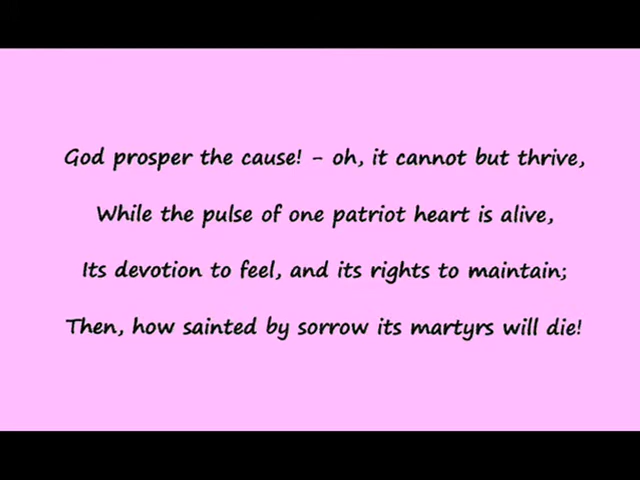 God prosper the cause! - oh, it cannot but thrive,
While the pulse of one patriot heart is alive,
Its devotion to feel, and its rights to maintain;
Then, how sainted by sorrow its martyrs will die!